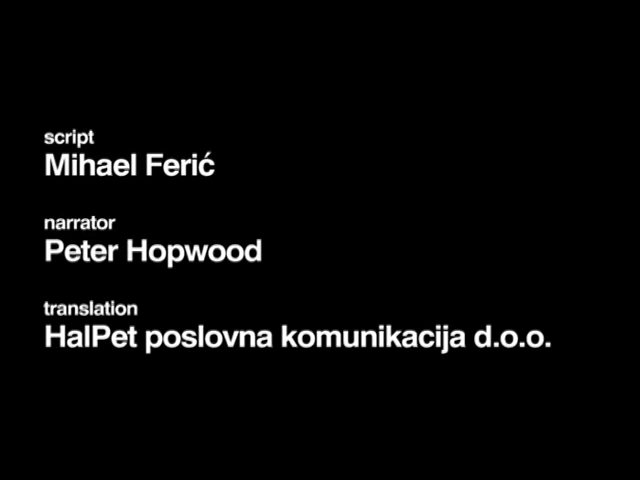 script
Mihael Ferić
narrator
Peter Hopwood
translation
HalPet poslovna komunikacija d.o.o.